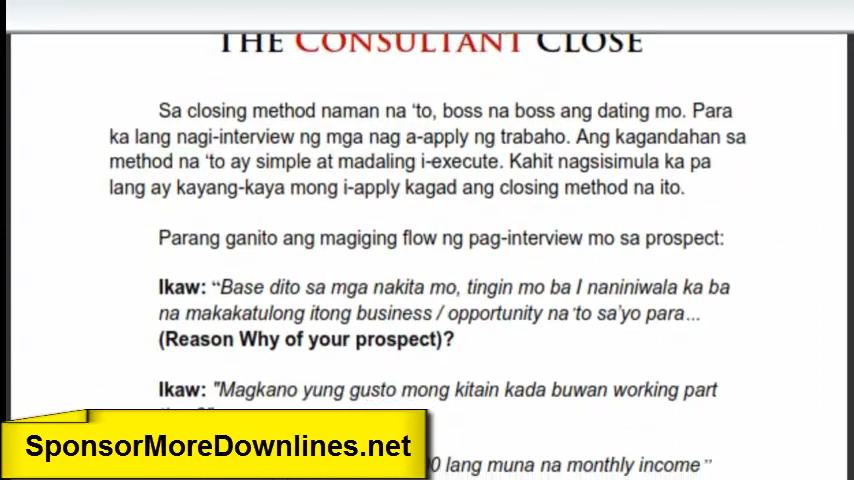 THE CONSULTANT CLOSE
Sa closing method naman na ‘to, boss na boss ang dating mo. Para
ka lang nagi-interview ng mga nag a-apply ng trabaho. Ang kagandahan sa
method na ‘to ay simple at madaling i-execute. Kahit nagsisimula ka pa
lang ay kayang-kaya mong i-apply kagad ang closing method na ito.
Parang ganito ang magiging flow ng pag-interview mo sa prospect:
Ikaw: “Base dito sa mga nakita mo, tingin mo ba I naniniwala ka ba
na makakatulong itong business / opportunity na ‘to sa’yo para...
(Reason Why of your prospect)?
Ikaw: "Magkano yung gusto mong kitain kada buwan working part
SponsorMoreDownlines.net
0 lang muna na monthly income”